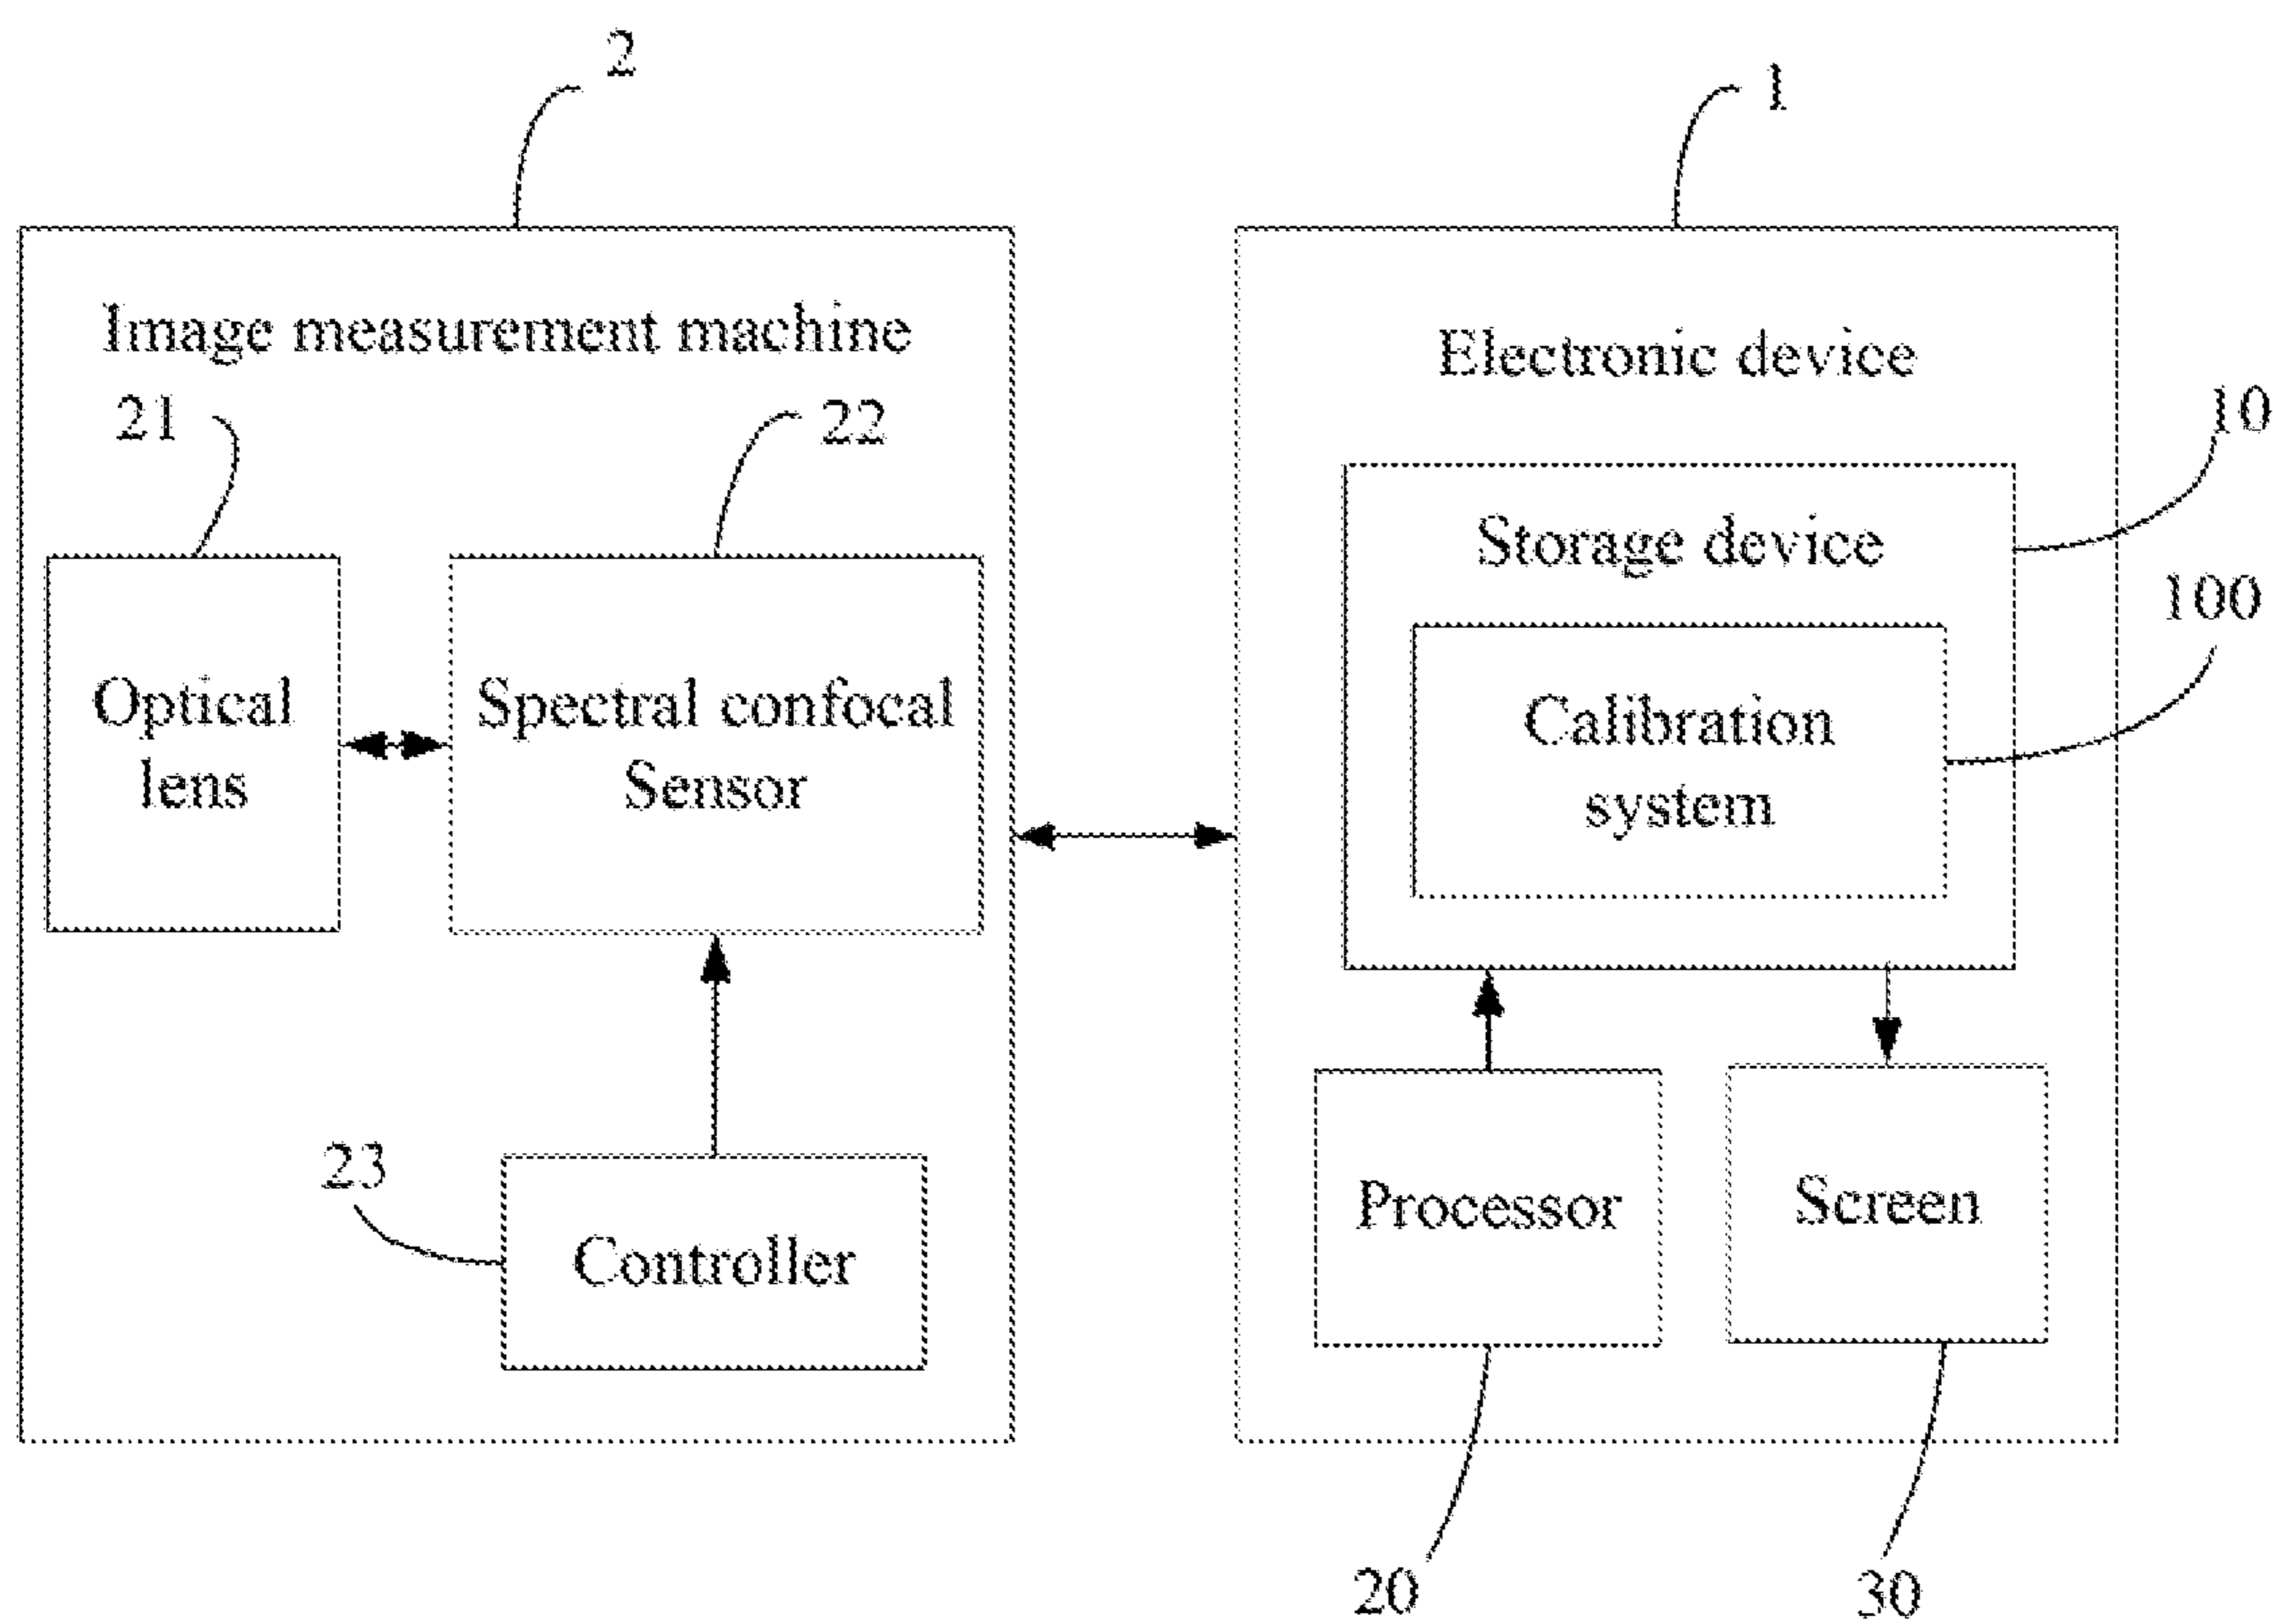 2
1
Image measurement machine
Electronic device
21
22
10
Storage device
100
Optical
lens
Spectral confocal
Sensor
Calibration
system
23
Controller
Processor
Screen
20
30